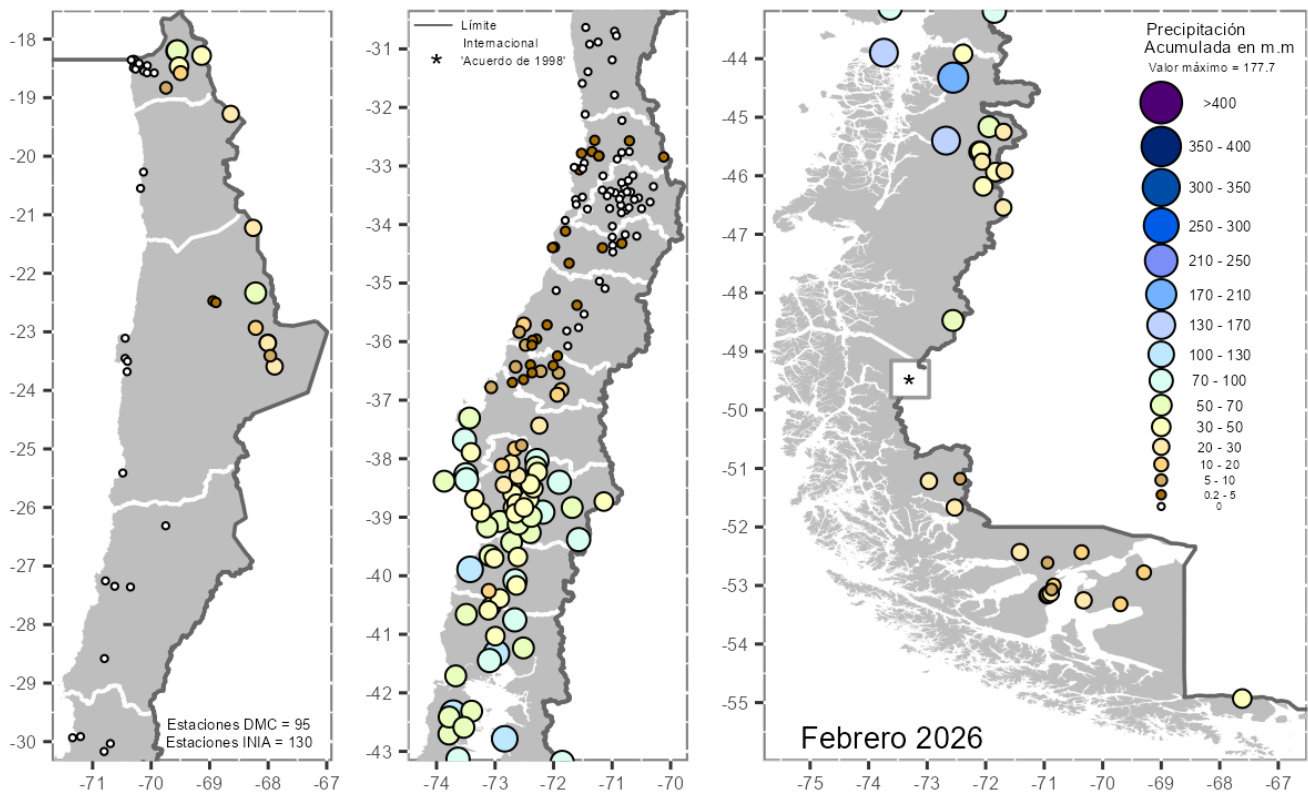 -18
-19
-20
-21
-22
-23
-24
-25
-26
-27
-28
-29
-30
-71
-70
-69
-68
-67
Estaciones DMC = 95
Estaciones INIA = 130
-31
-32
-33
-34
-35
-36
-37
-38
-39
-40
-41
-42
-43
-74
-73
-72
-71
-70
Límite
Internacional
* 'Acuerdo de 1998'
-44
-45
-46
-47
-48
-49
-50
-51
-52
-53
-54
-55
-75
-74
-73
-72
-71
-70
-69
-68
-67
*
Precipitación
Acumulada en m.m
Valor máximo = 177.7
>400
350 - 400
300 - 350
250 - 300
210 - 250
170 - 210
130 - 170
100 - 130
70 - 100
50 - 70
30 - 50
20 - 30
10 - 20
5 - 10
0.2 - 5
0
Febrero 2026